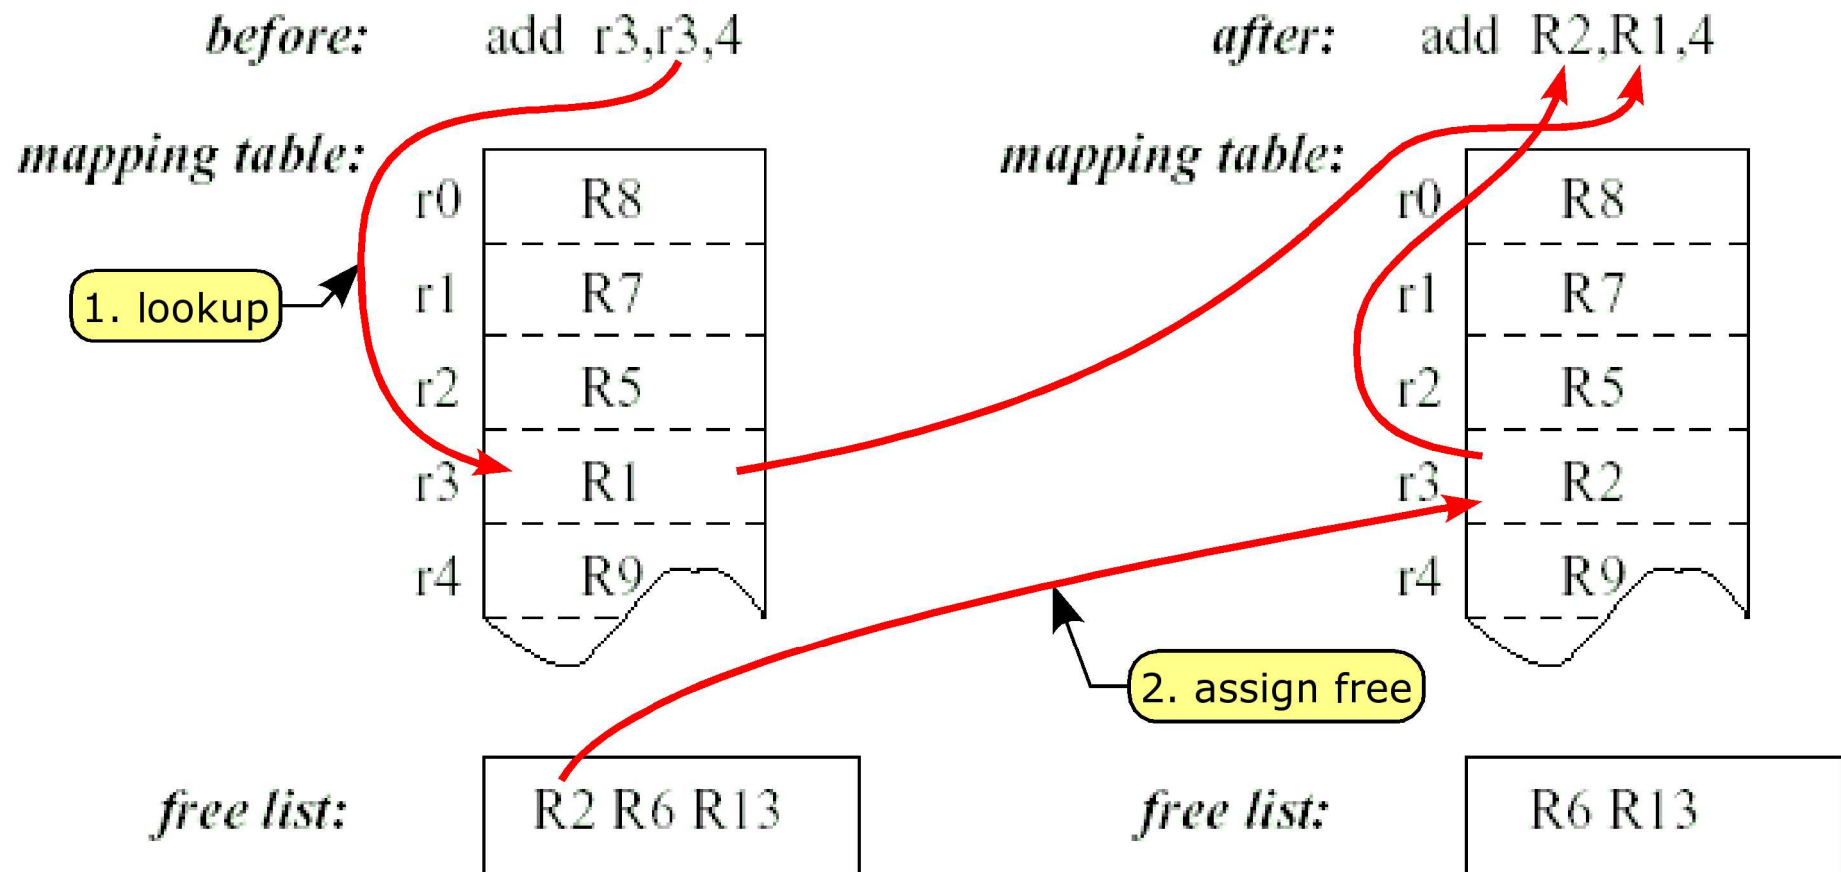 before: add r3,r3,4
mapping table:
r0 R8
1. lookup
r1 R7
r2 R5
r3 R1
r4 R9
free list: R2 R6 R13
after: add R2,R1,4
mapping table:
r0 R8
r1 R7
r2 R5
r3 R2
r4 R9
2. assign free
free list: R6 R13